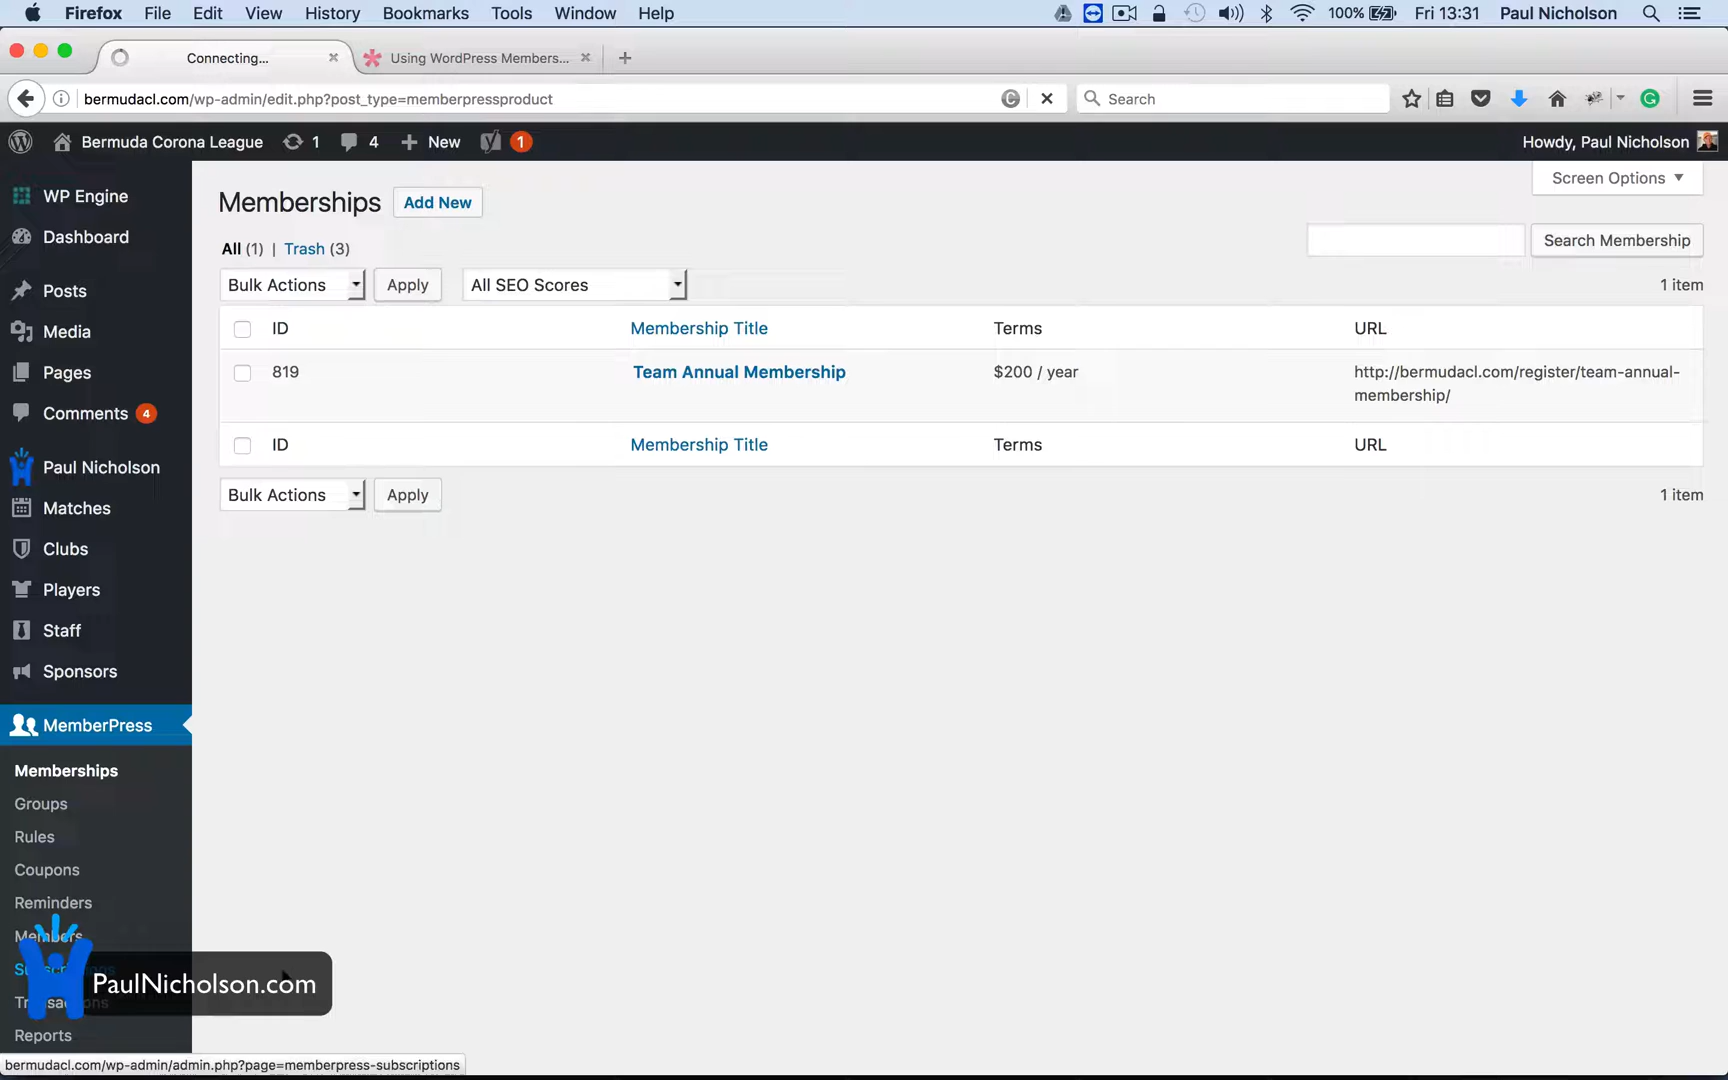 Firefox File Edit View History Bookmarks Tools Window Help 100% Fri 13:31 Paul Nicholson
Connecting... Using WordPress Members...
bermudacl.com/wp-admin/edit.php?post_type=memberpressproduct Search
Bermuda Corona League 1 4 New 1 Howdy, Paul Nicholson
WP Engine
Dashboard
Posts
Media
Pages
Comments 4
Paul Nicholson
Matches
Clubs
Players
Staff
Sponsors
MemberPress
Memberships
Groups
Rules
Coupons
Reminders
Members
Subscriptions
Transactions
Reports
Screen Options
Memberships Add New
All (1) | Trash (3)
Search Membership
Bulk Actions Apply All SEO Scores 1 item
ID Membership Title Terms URL
819 Team Annual Membership $200 / year http://bermudacl.com/register/team-annual-
membership/
ID Membership Title Terms URL
Bulk Actions Apply 1 item
PaulNicholson.com
bermudacl.com/wp-admin/admin.php?page=memberpress-subscriptions